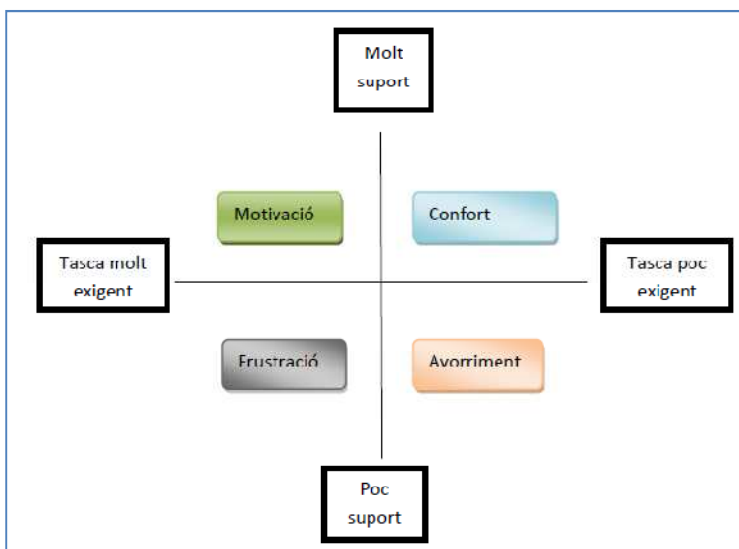 Molt
suport
Motivació
Confort
Tasca molt
exigent
Tasca poc
exigent
Frustració
Avorriment
Poc
suport